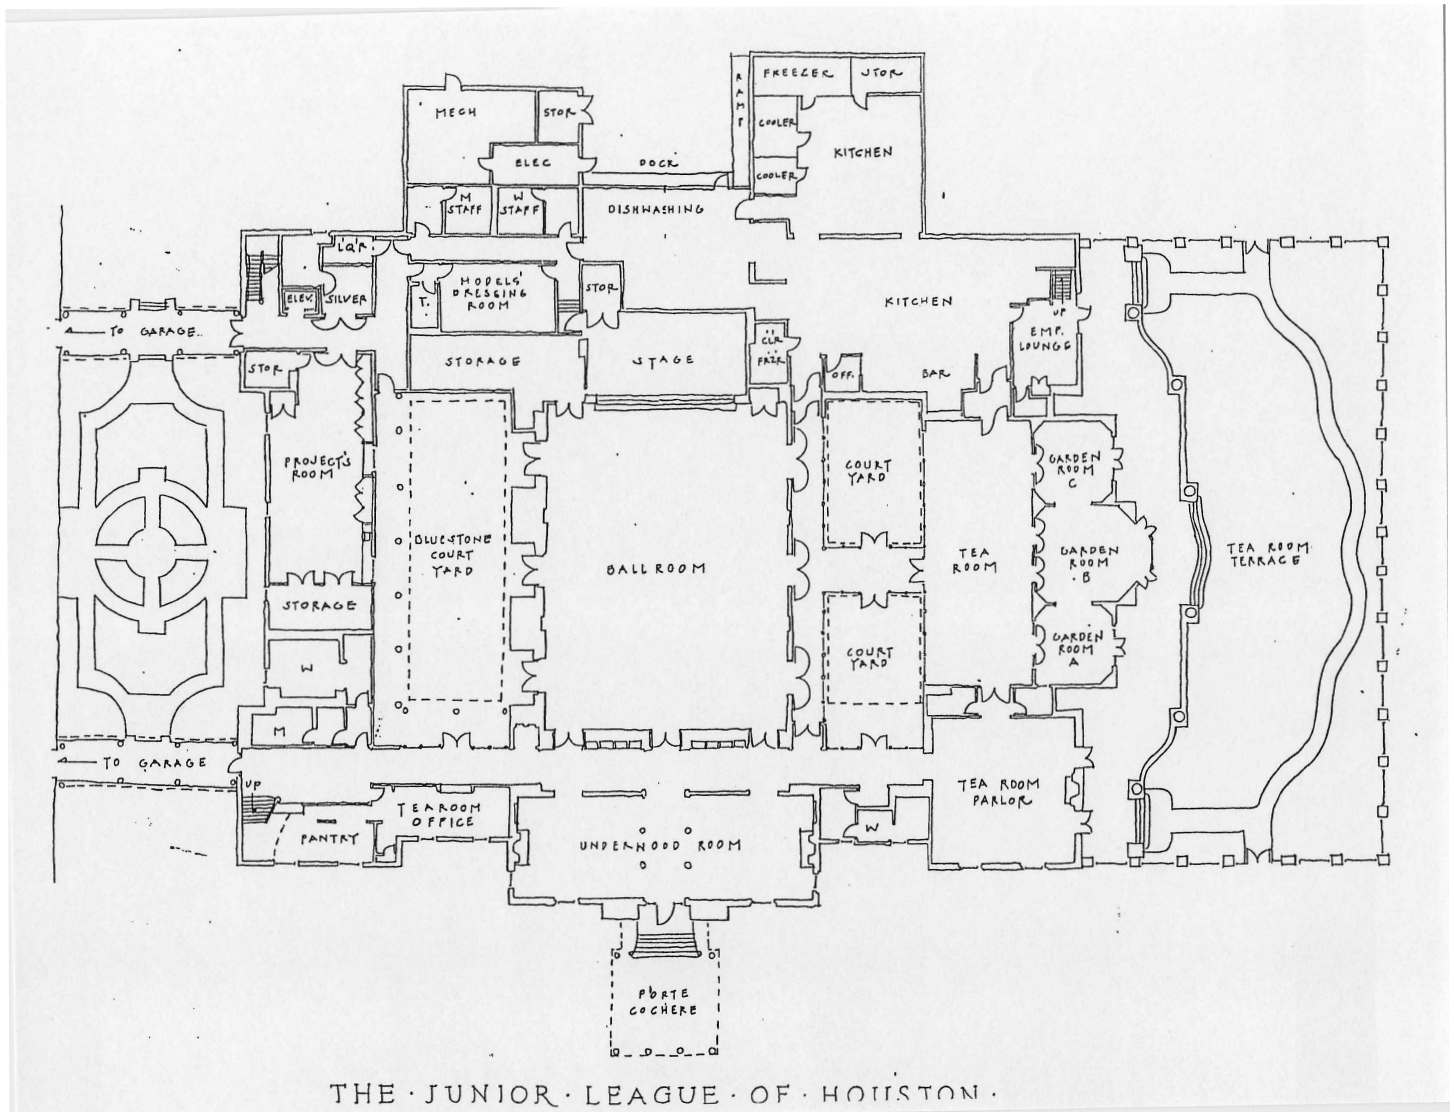 RAMP
FREEZER
STOR
MECH
STOR
COOLER
KITCHEN
ELEC
DOCK
COOLER
M
STAFF
W
STAFF
DISHWASHING
L'Q'R
MODELS'
DRESSING
ROOM
T.
STOR
ELEV.
SILVER
KITCHEN
UP
EMP.
LOUNGE
← TO GARAGE
STORAGE
STAGE
CLR
FRZR
STOR
OFF.
BAR
PROJECT'S
ROOM
COURT
YARD
GARDEN
ROOM
C
BLUESTONE
COURT
YARD
BALLROOM
TEA
ROOM
GARDEN
ROOM
B
TEA ROOM
TERRACE
STORAGE
W
COURT
YARD
GARDEN
ROOM
A
M
← TO GARAGE
UP
TEAROOM
OFFICE
TEA ROOM
PARLOR
PANTRY
UNDERWOOD ROOM
W
PORTE
COCHERE
THE · JUNIOR · LEAGUE · OF · HOUSTON ·